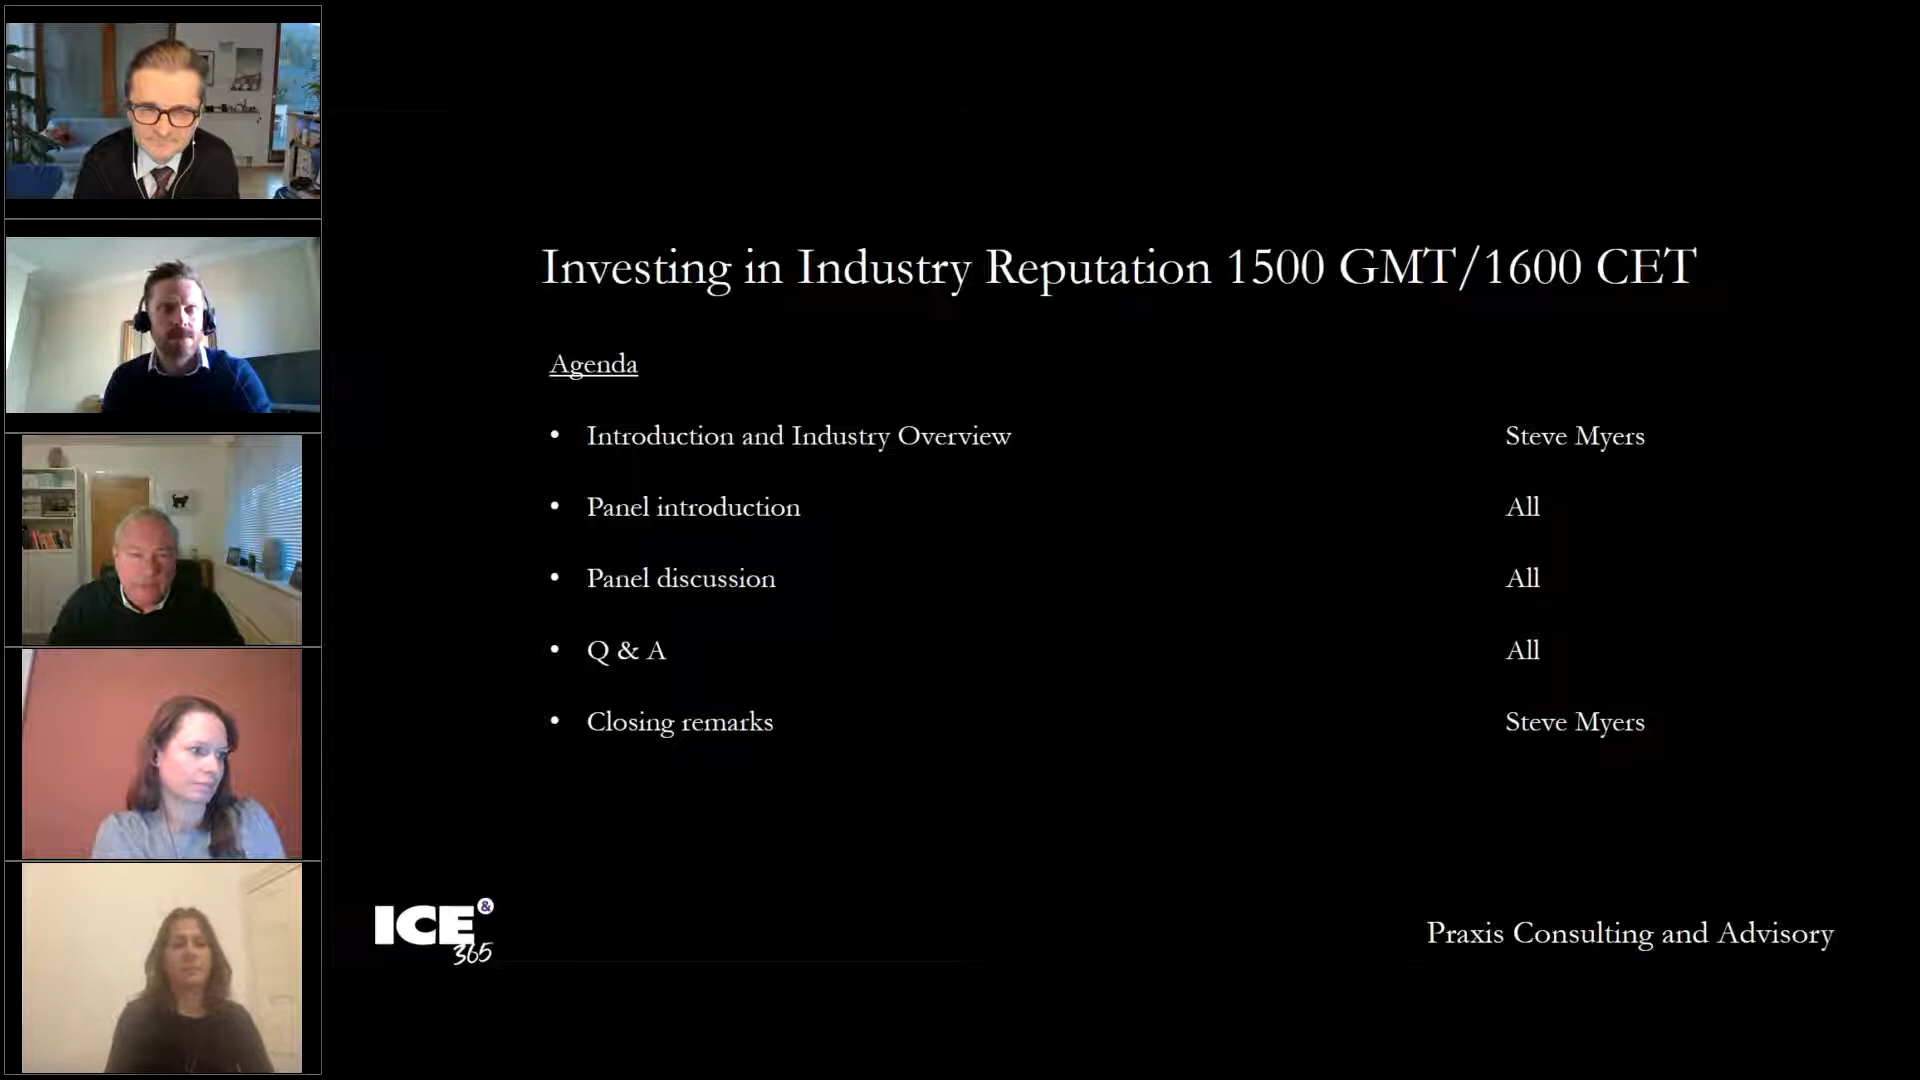 Investing in Industry Reputation 1500 GMT/1600 CET
Agenda
• Introduction and Industry Overview Steve Myers
• Panel introduction All
• Panel discussion All
• Q & A All
• Closing remarks Steve Myers
ICE &
365
Praxis Consulting and Advisory